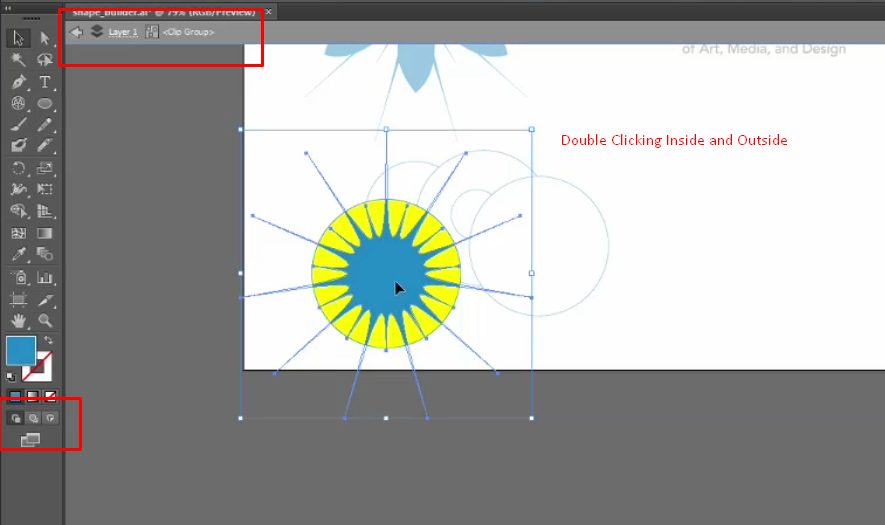 Shape_builder.ai @ 79% (RGB/Preview)
Layer 1 <Clip Group>
of Art, Media, and Design
Double Clicking Inside and Outside
T